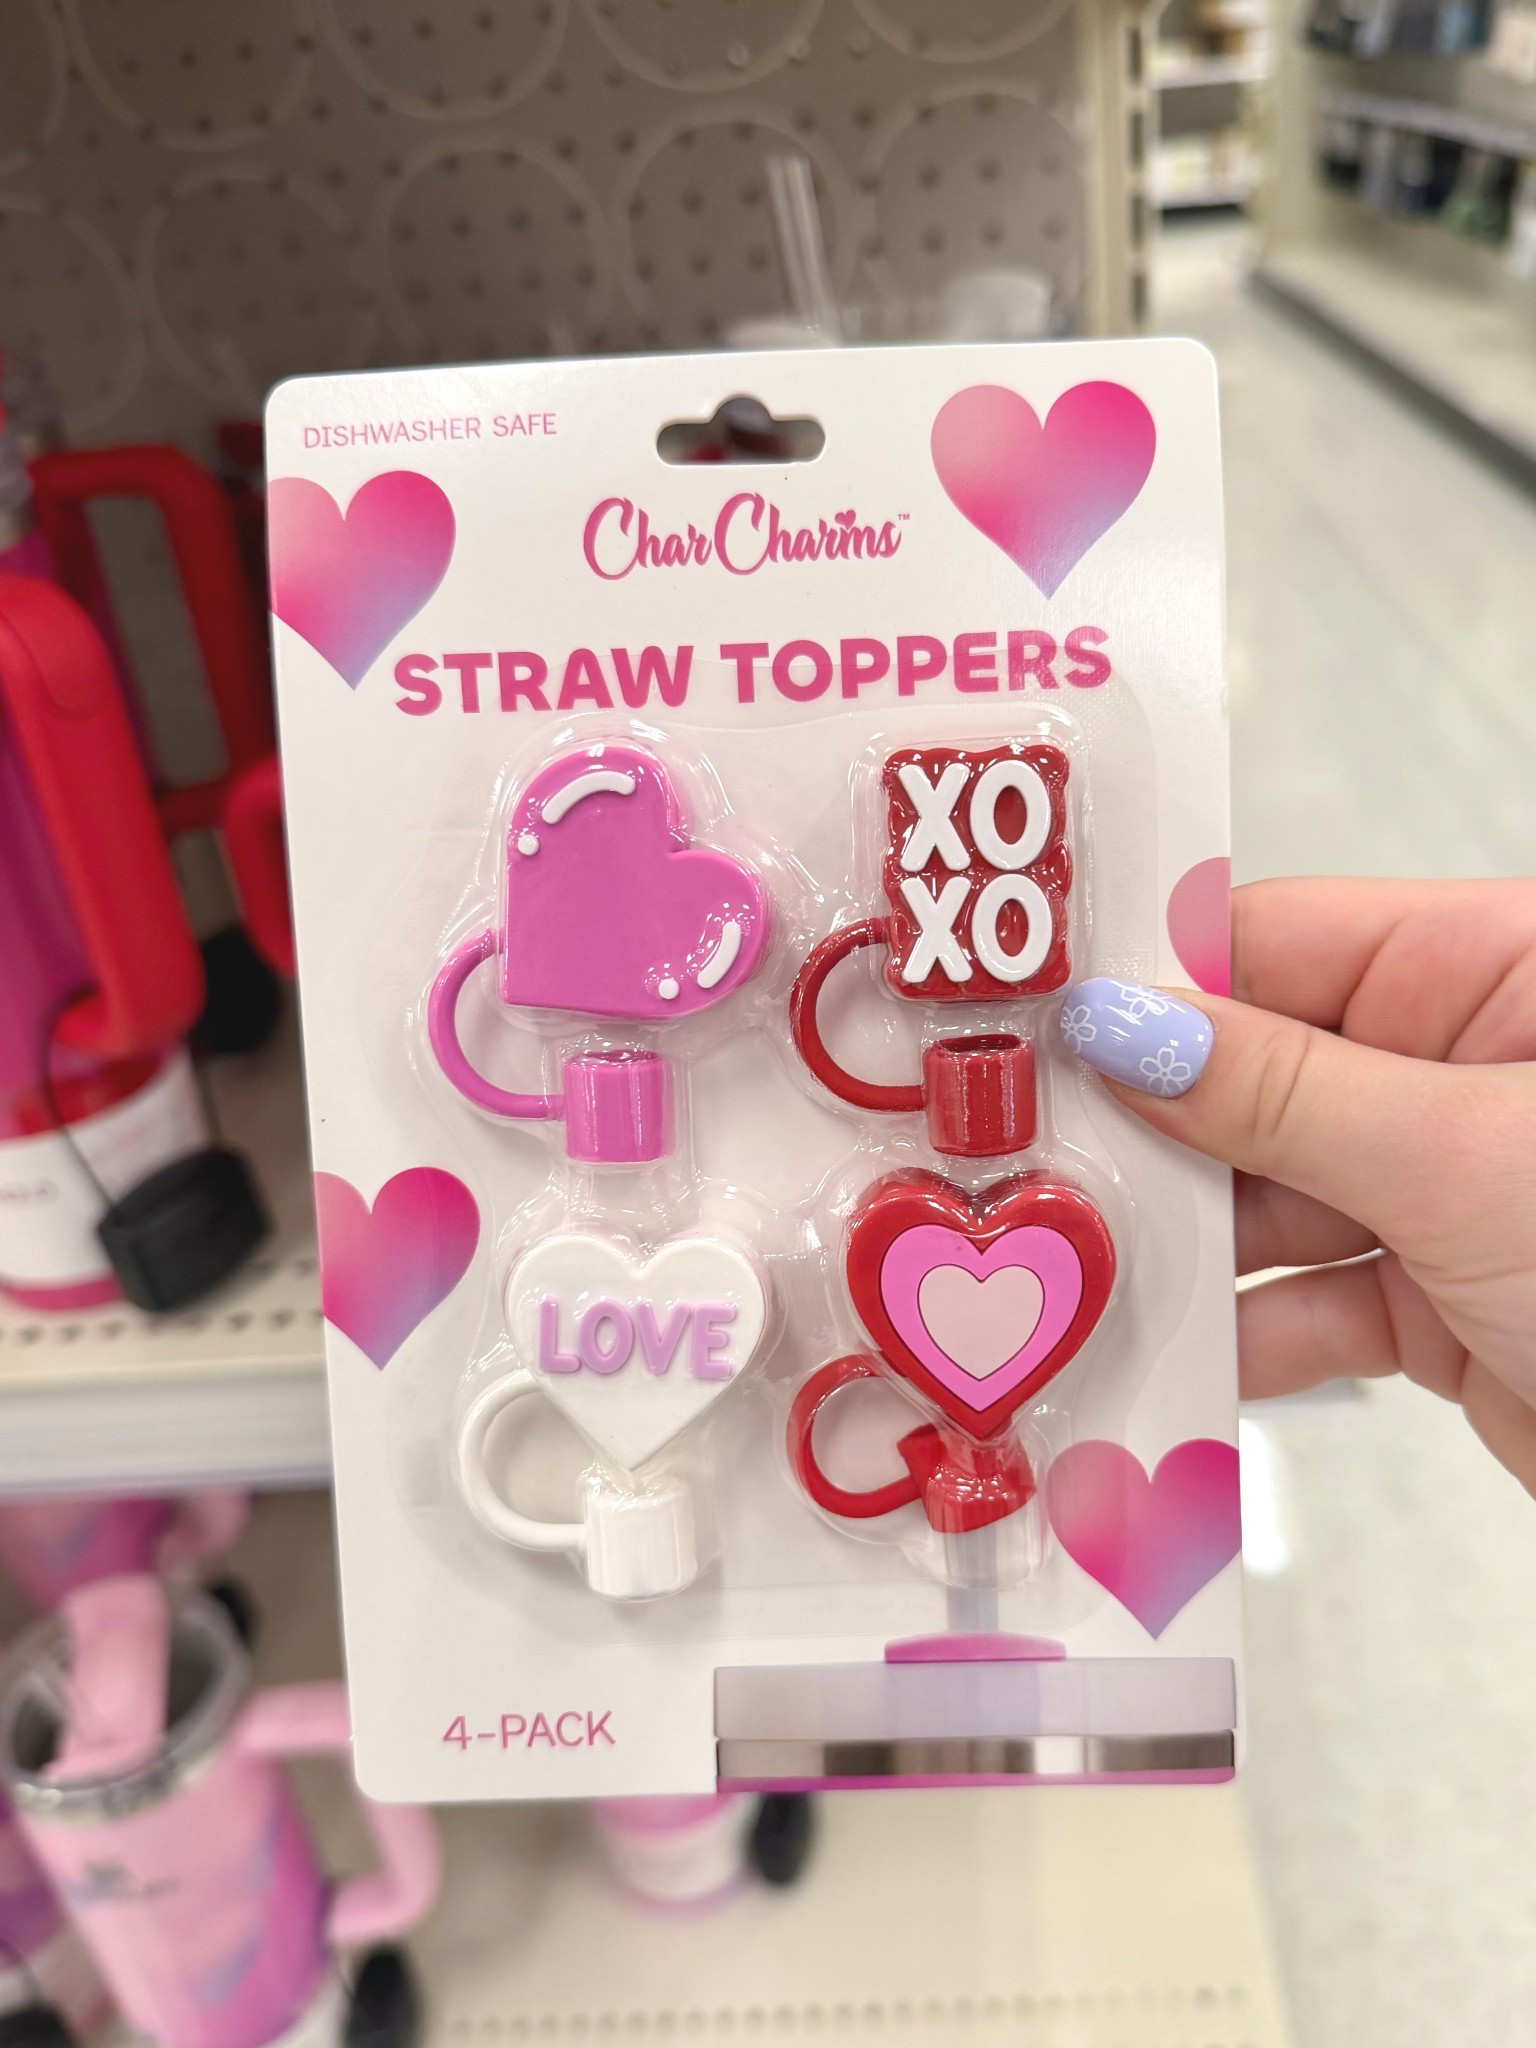 DISHWASHER SAFE
CharCharms™
STRAW TOPPERS
XO
XO
LOVE
4-PACK